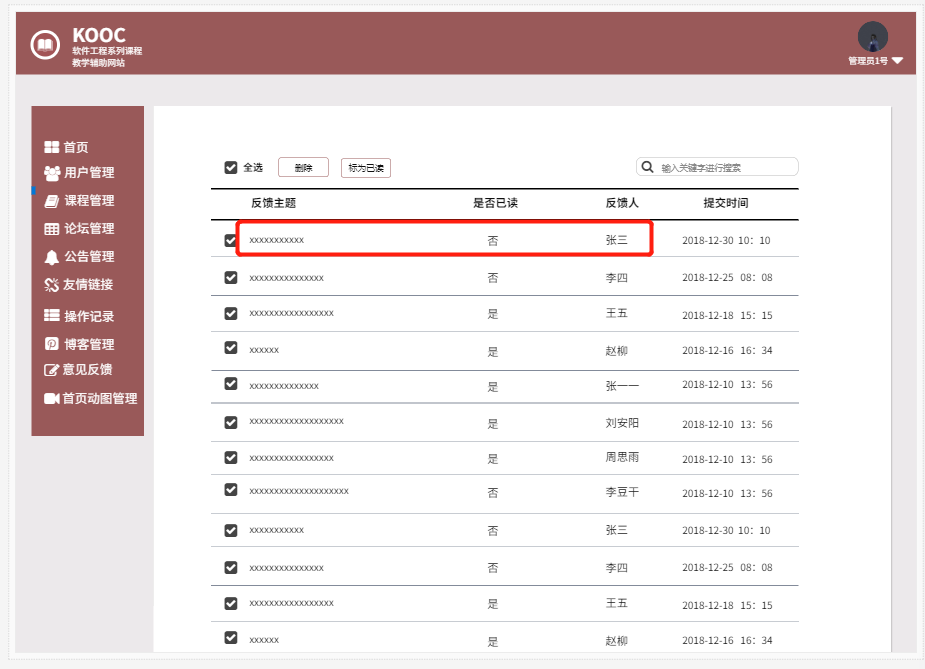 KOOC
软件工程系列课程
教学辅助网站
管理员1号
首页
用户管理
课程管理
论坛管理
公告管理
友情链接
操作记录
博客管理
意见反馈
首页动图管理
全选 删除 标为已读 输入关键字进行搜索
反馈主题 是否已读 反馈人 提交时间
xxxxxxxxxxx 否 张三 2018-12-30 10：10
xxxxxxxxxxxxxxx 否 李四 2018-12-25 08：08
xxxxxxxxxxxxxxxxx 是 王五 2018-12-18 15：15
xxxxxx 是 赵柳 2018-12-16 16：34
xxxxxxxxxxxxxx 是 张一一 2018-12-10 13：56
xxxxxxxxxxxxxxxxxxx 是 刘安阳 2018-12-10 13：56
xxxxxxxxxxxxxxxxx 是 周思雨 2018-12-10 13：56
xxxxxxxxxxxxxxxxxxxx 否 李豆干 2018-12-10 13：56
xxxxxxxxxxx 否 张三 2018-12-30 10：10
xxxxxxxxxxxxxxx 否 李四 2018-12-25 08：08
xxxxxxxxxxxxxxxxx 是 王五 2018-12-18 15：15
xxxxxx 是 赵柳 2018-12-16 16：34